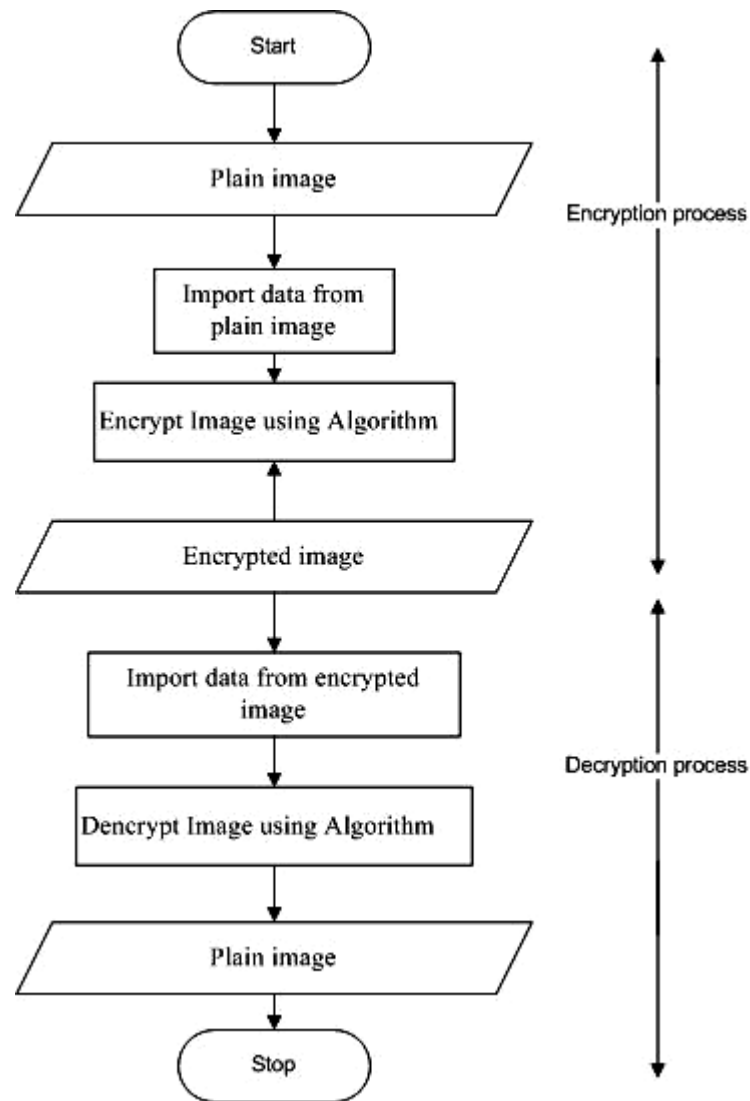 Start
Plain image
Encryption process
Import data from
plain image
Encrypt Image using Algorithm
Encrypted image
Import data from encrypted
image
Decryption process
Dencrypt Image using Algorithm
Plain image
Stop